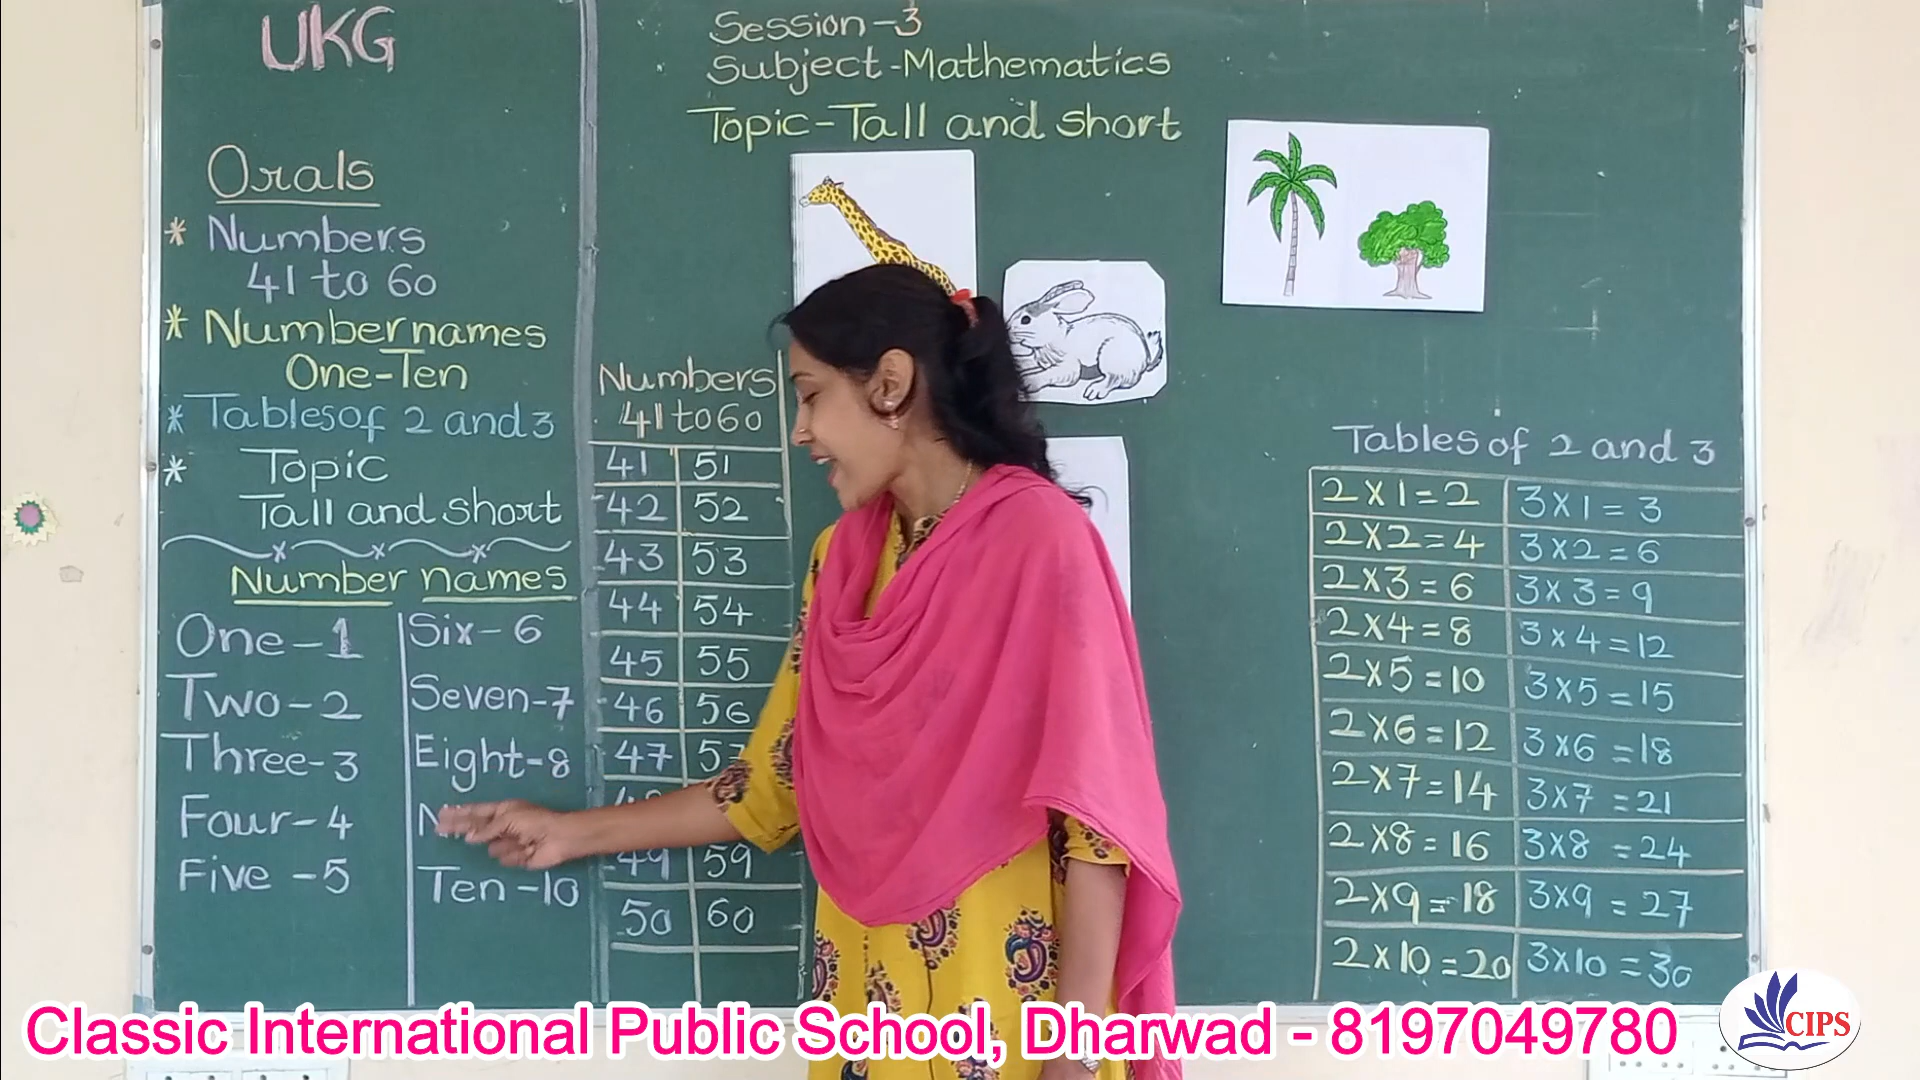 UKG
Orals
* Numbers
41 to 60
* Number names
One-Ten
* Tables of 2 and 3
* Topic
Tall and short
Number names
One-1
Two-2
Three-3
Four-4
Five-5
Six-6
Seven-7
Eight-8
Ten-10
Session-3
Subject-Mathematics
Topic-Tall and short
Numbers
41 to 60
41 51
42 52
43 53
44 54
45 55
46 56
47
49 59
50 60
Tables of 2 and 3
2x1=2 3x1=3
2x2=4 3x2=6
2x3=6 3x3=9
2x4=8 3x4=12
2x5=10 3x5=15
2x6=12 3x6=18
2x7=14 3x7=21
2x8=16 3x8=24
2x9=18 3x9=27
2x10=20 3x10=30
Classic International Public School, Dharwad - 8197049780
CIPS